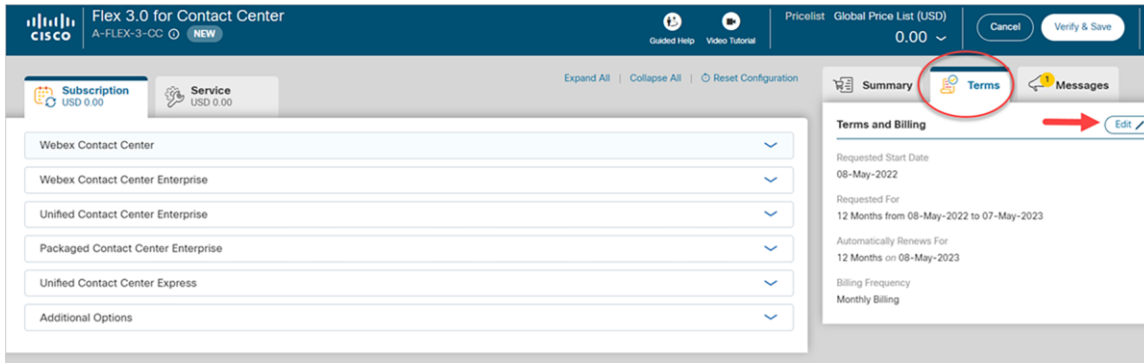 CISCO
Flex 3.0 for Contact Center
A-FLEX-3-CC NEW
Guided Help
Video Tutorial
Pricelist Global Price List (USD)
0.00
Cancel
Verify & Save
Subscription
USD 0.00
Service
USD 0.00
Expand All | Collapse All | Reset Configuration
Webex Contact Center
Webex Contact Center Enterprise
Unified Contact Center Enterprise
Packaged Contact Center Enterprise
Unified Contact Center Express
Additional Options
Summary
Terms
1
Messages
Terms and Billing
Edit
Requested Start Date
08-May-2022
Requested For
12 Months from 08-May-2022 to 07-May-2023
Automatically Renews For
12 Months on 08-May-2023
Billing Frequency
Monthly Billing